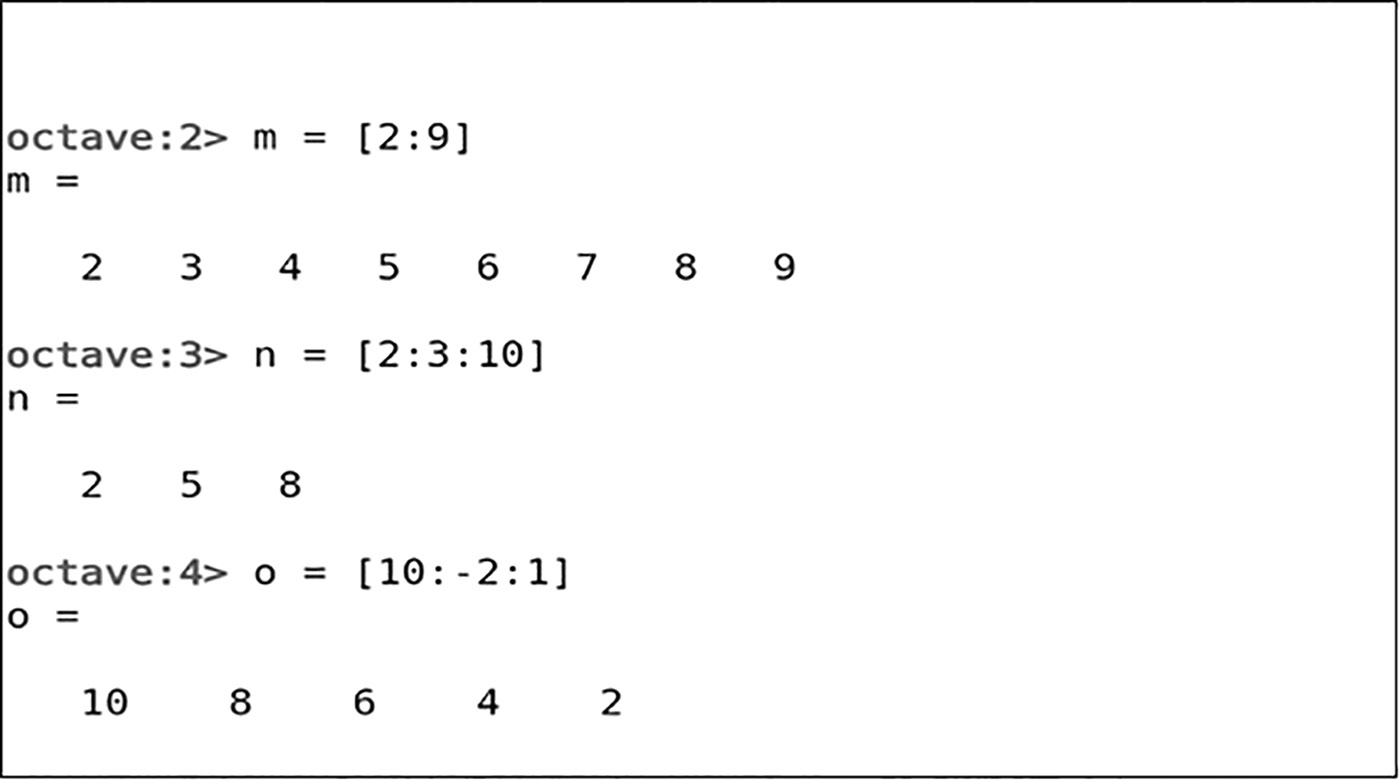 octave:2> m = [2:9]
m =
2 3 4 5 6 7 8 9
octave:3> n = [2:3:10]
n =
2 5 8
octave:4> o = [10:-2:1]
o =
10 8 6 4 2